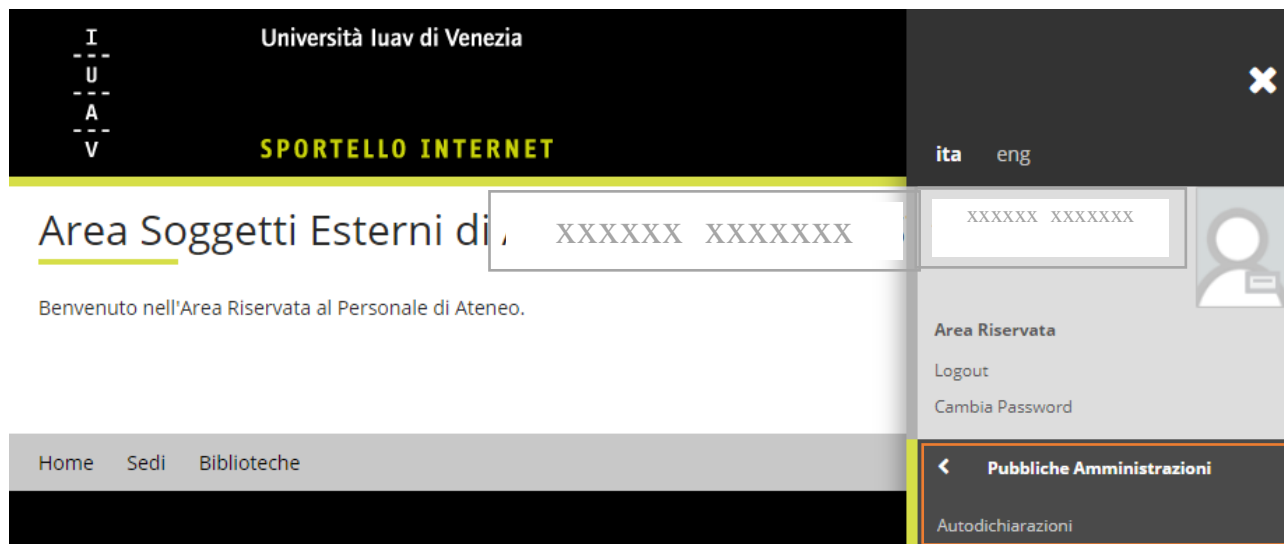 I
---
U
---
A
---
V
Università Iuav di Venezia
SPORTELLO INTERNET
ita eng
Area Soggetti Esterni di
xxxxxx xxxxxxx
xxxxxx xxxxxxx
Benvenuto nell'Area Riservata al Personale di Ateneo.
Area Riservata
Logout
Cambia Password
Home Sedi Biblioteche
Pubbliche Amministrazioni
Autodichiarazioni